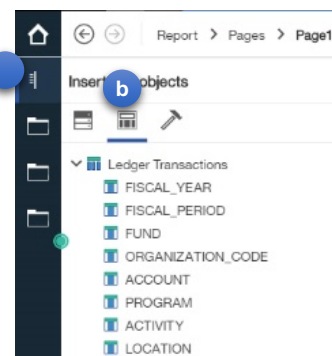 Report > Pages > Page1
Insert objects
b
Ledger Transactions
FISCAL_YEAR
FISCAL_PERIOD
FUND
ORGANIZATION_CODE
ACCOUNT
PROGRAM
ACTIVITY
LOCATION